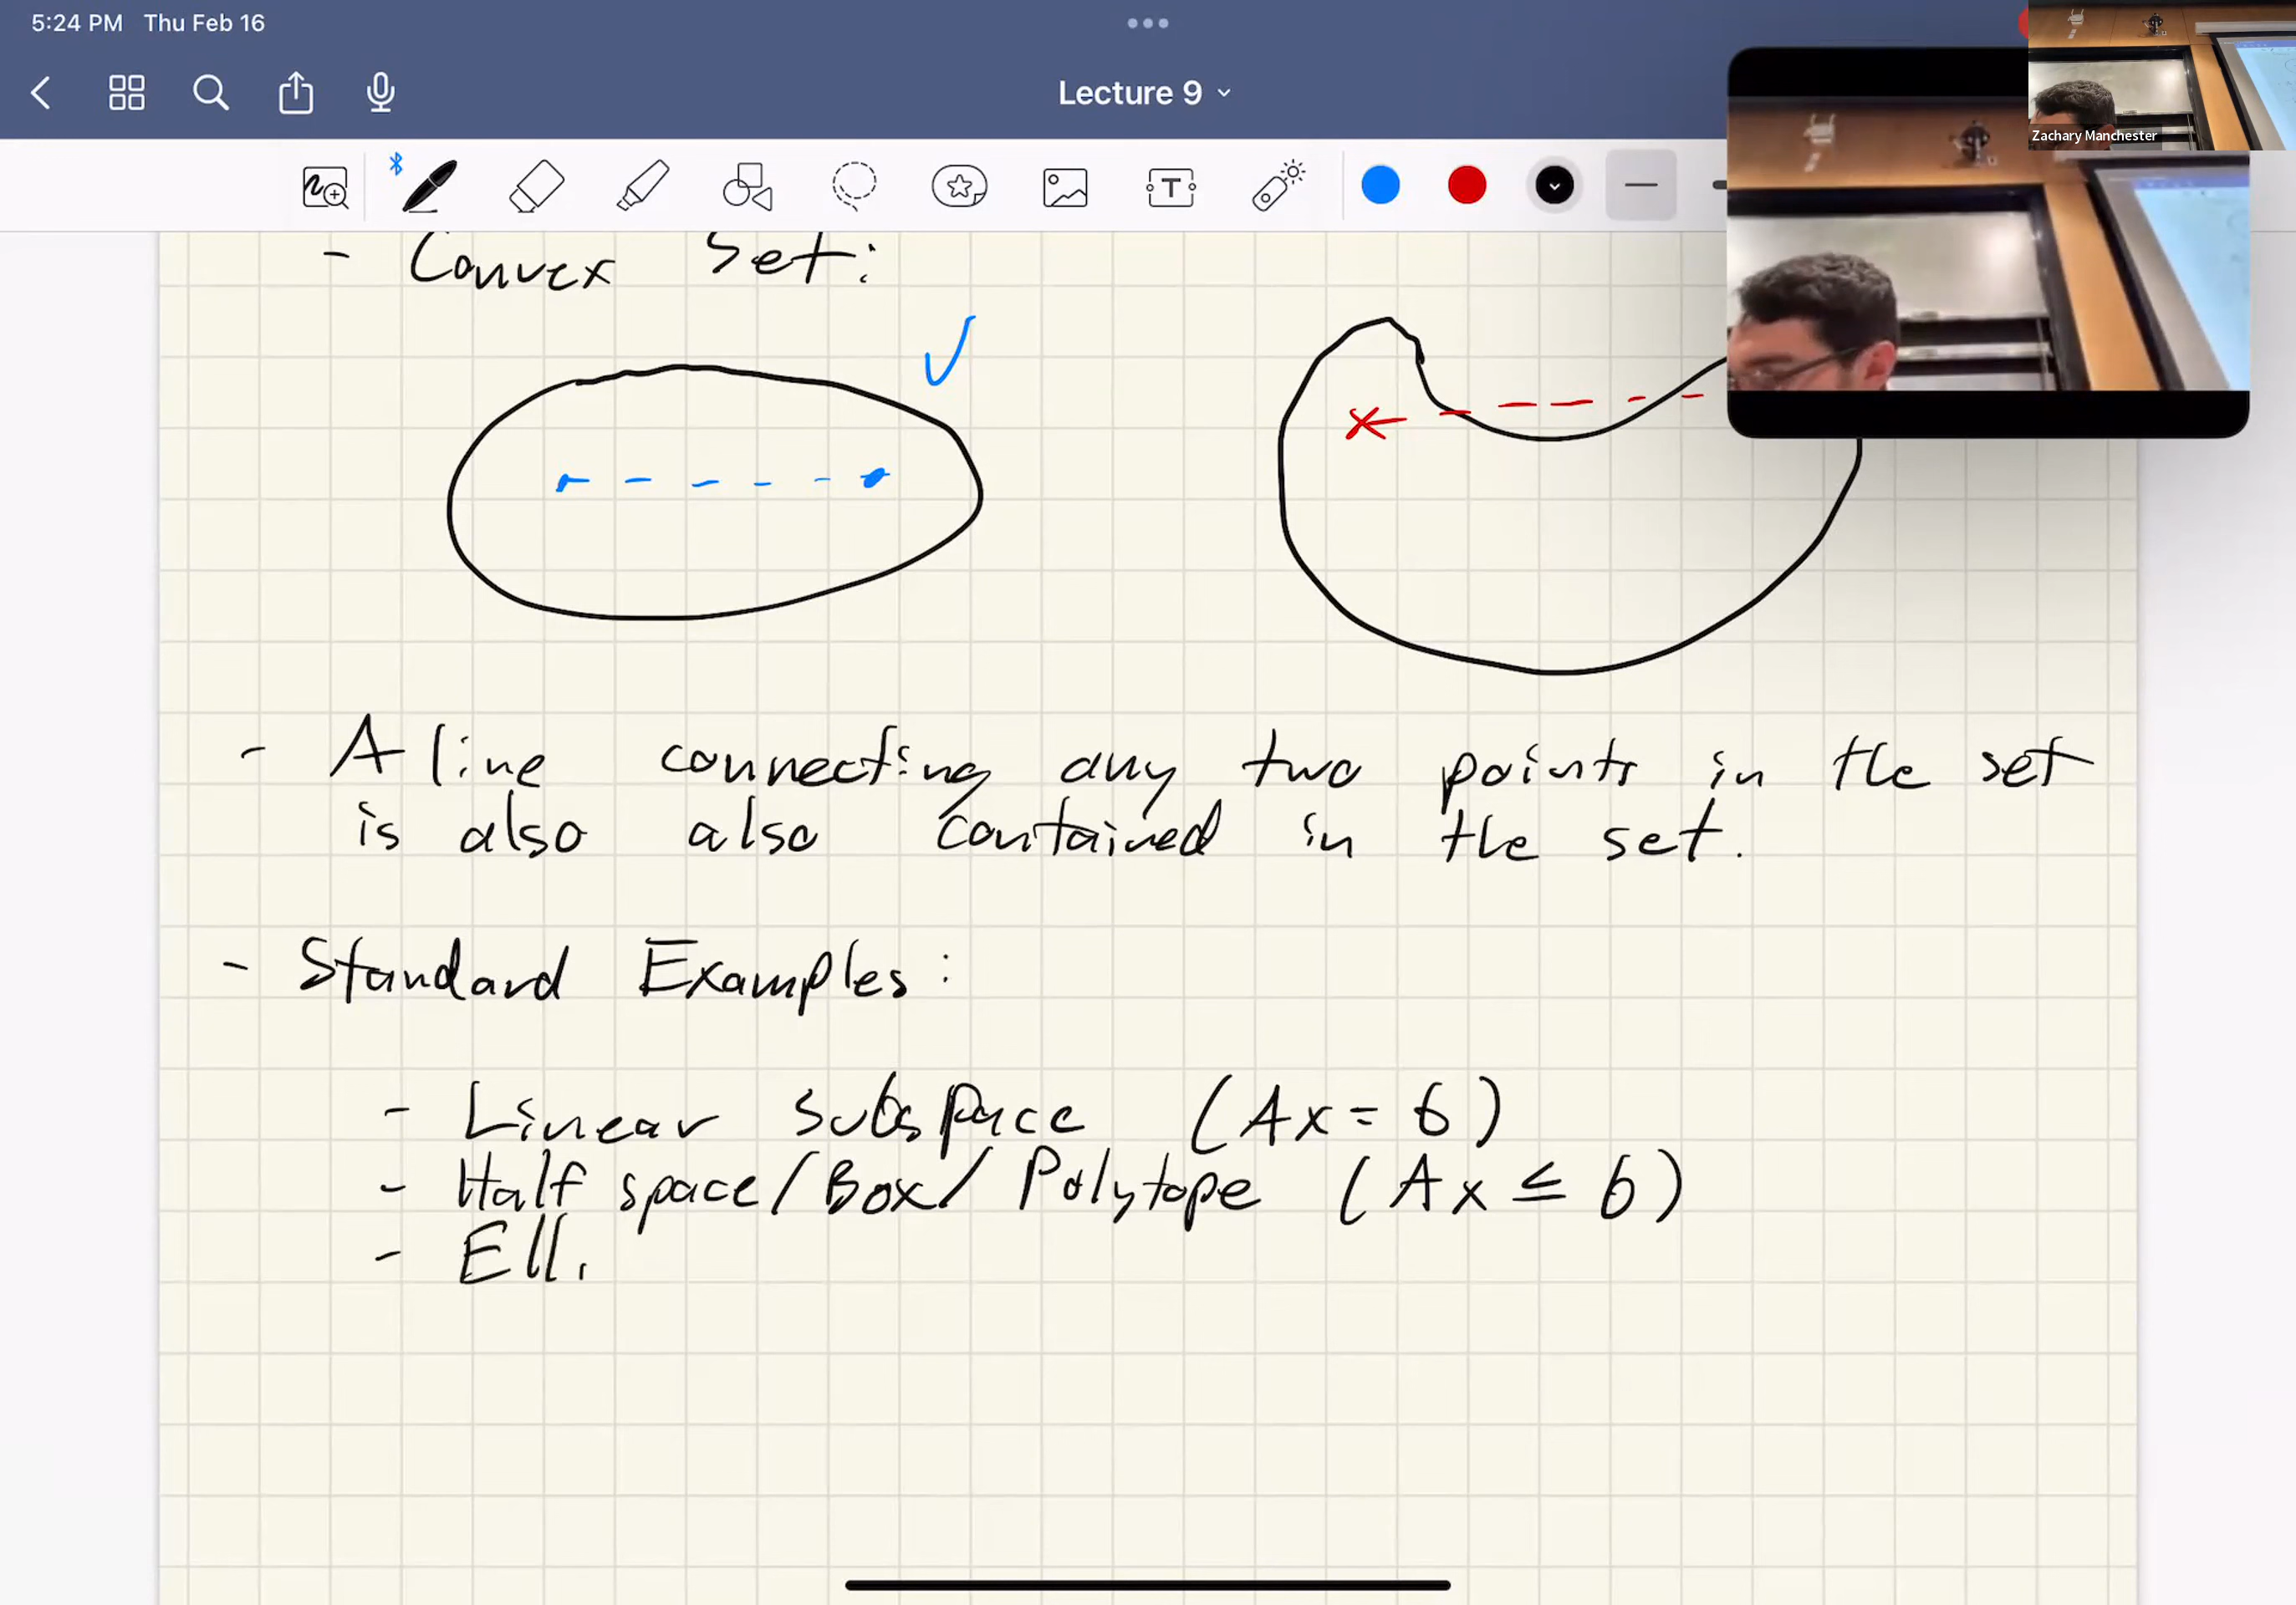 5:24 PM Thu Feb 16
Lecture 9
Zachary Manchester
T
- Convex Set:
- A line connecting any two points in the set
is also also contained in the set.
- Standard Examples:
- Linear subspace (Ax = b)
- Half space / Box / Polytope (Ax ≤ b)
- Elli